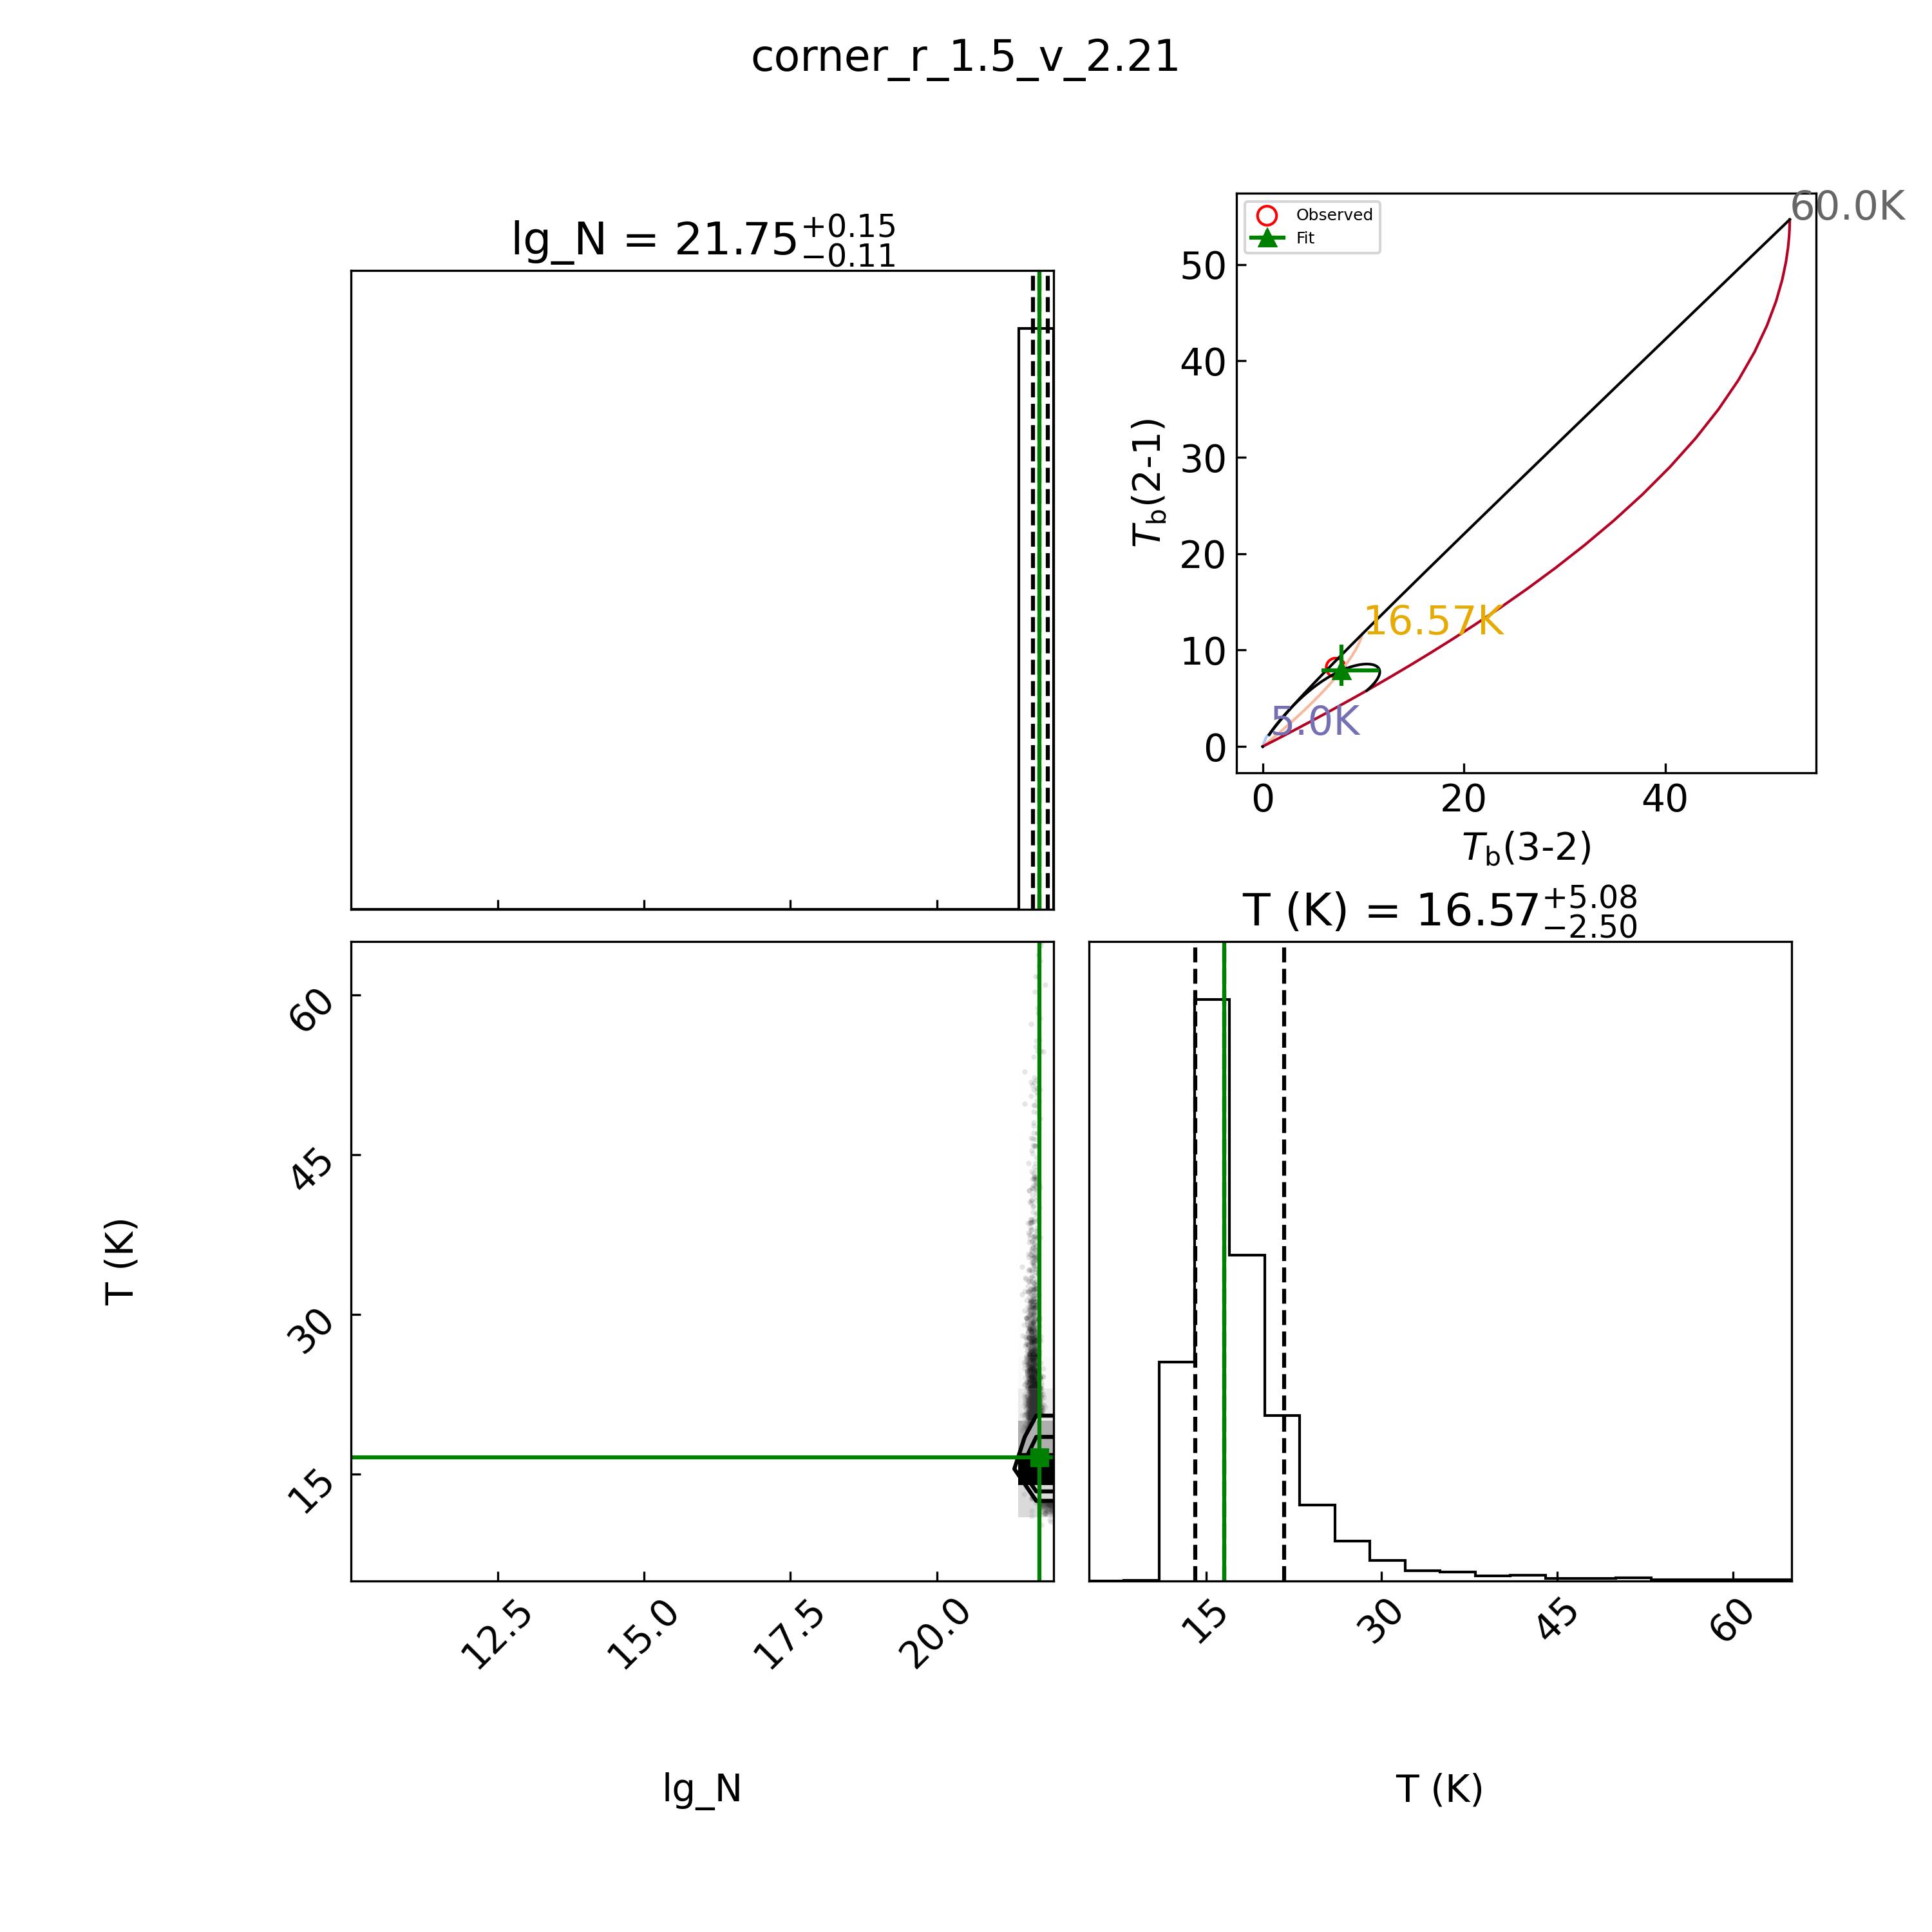 corner_r_1.5_v_2.21
lg_N = 21.75 +0.15 −0.11
60.0K
Observed
Fit
50
40
30
20
10
0
T_b(2-1)
16.57K
5.0K
0
20
40
T_b(3-2)
T (K) = 16.57 +5.08 −2.50
60
45
30
15
T (K)
12.5
15.0
17.5
20.0
lg_N
15
30
45
60
T (K)